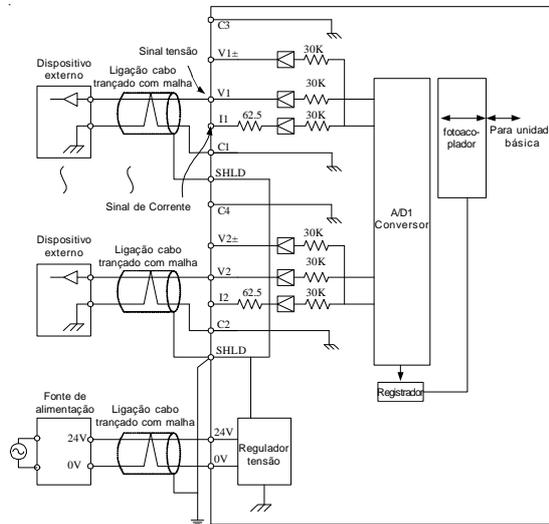 C3
Sinal tensão
V1±
30K
Dispositivo
externo
Ligação cabo
trançado com malha
V1
30K
I1
62.5
30K
C1
SHLD
Sinal de Corrente
C4
fotoaco-
plador
Para unidad
básica
A/D1
Conversor
V2±
30K
Dispositivo
externo
Ligação cabo
trançado com malha
V2
30K
I2
62.5
30K
C2
SHLD
Registrador
Fonte de
alimentação
Ligação cabo
trançado com malha
24V
0V
24V
0V
Regulador
tensão